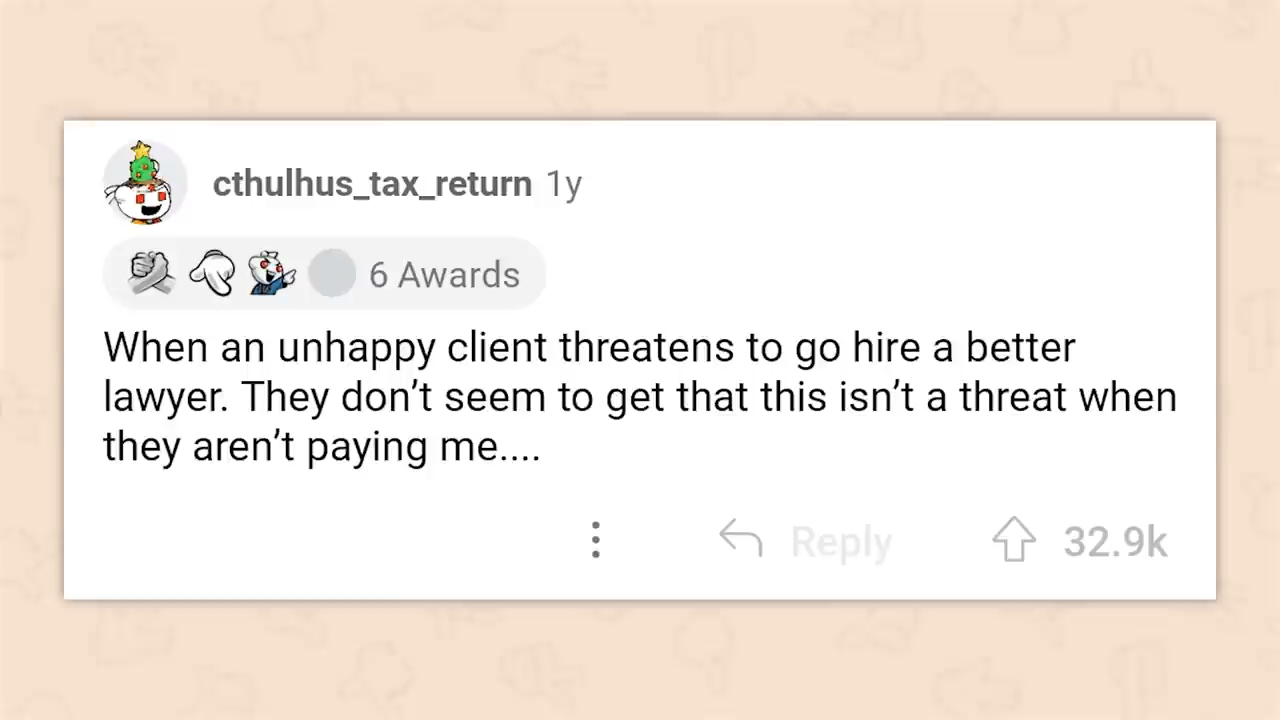 cthulhus_tax_return 1y
6 Awards
When an unhappy client threatens to go hire a better
lawyer. They don’t seem to get that this isn’t a threat when
they aren’t paying me....
Reply 32.9k